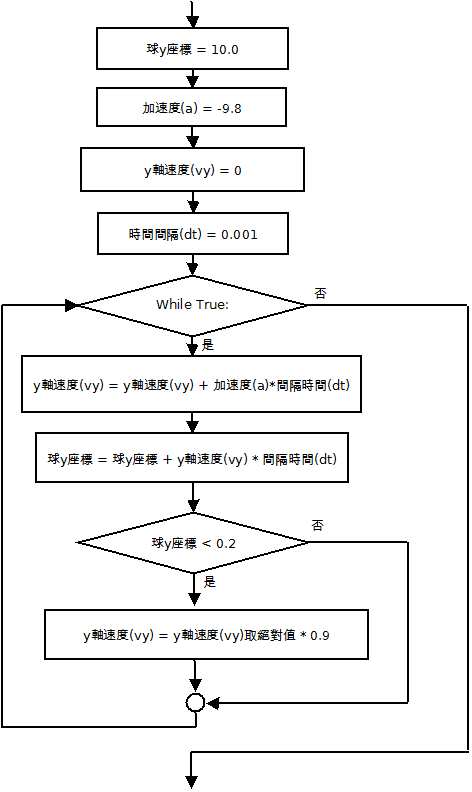 球y座標 = 10.0
加速度(a) = -9.8
y軸速度(vy) = 0
時間間隔(dt) = 0.001
While True:
否
是
y軸速度(vy) = y軸速度(vy) + 加速度(a)*間隔時間(dt)
球y座標 = 球y座標 + y軸速度(vy) * 間隔時間(dt)
否
球y座標 < 0.2
是
y軸速度(vy) = y軸速度(vy)取絕對值 * 0.9